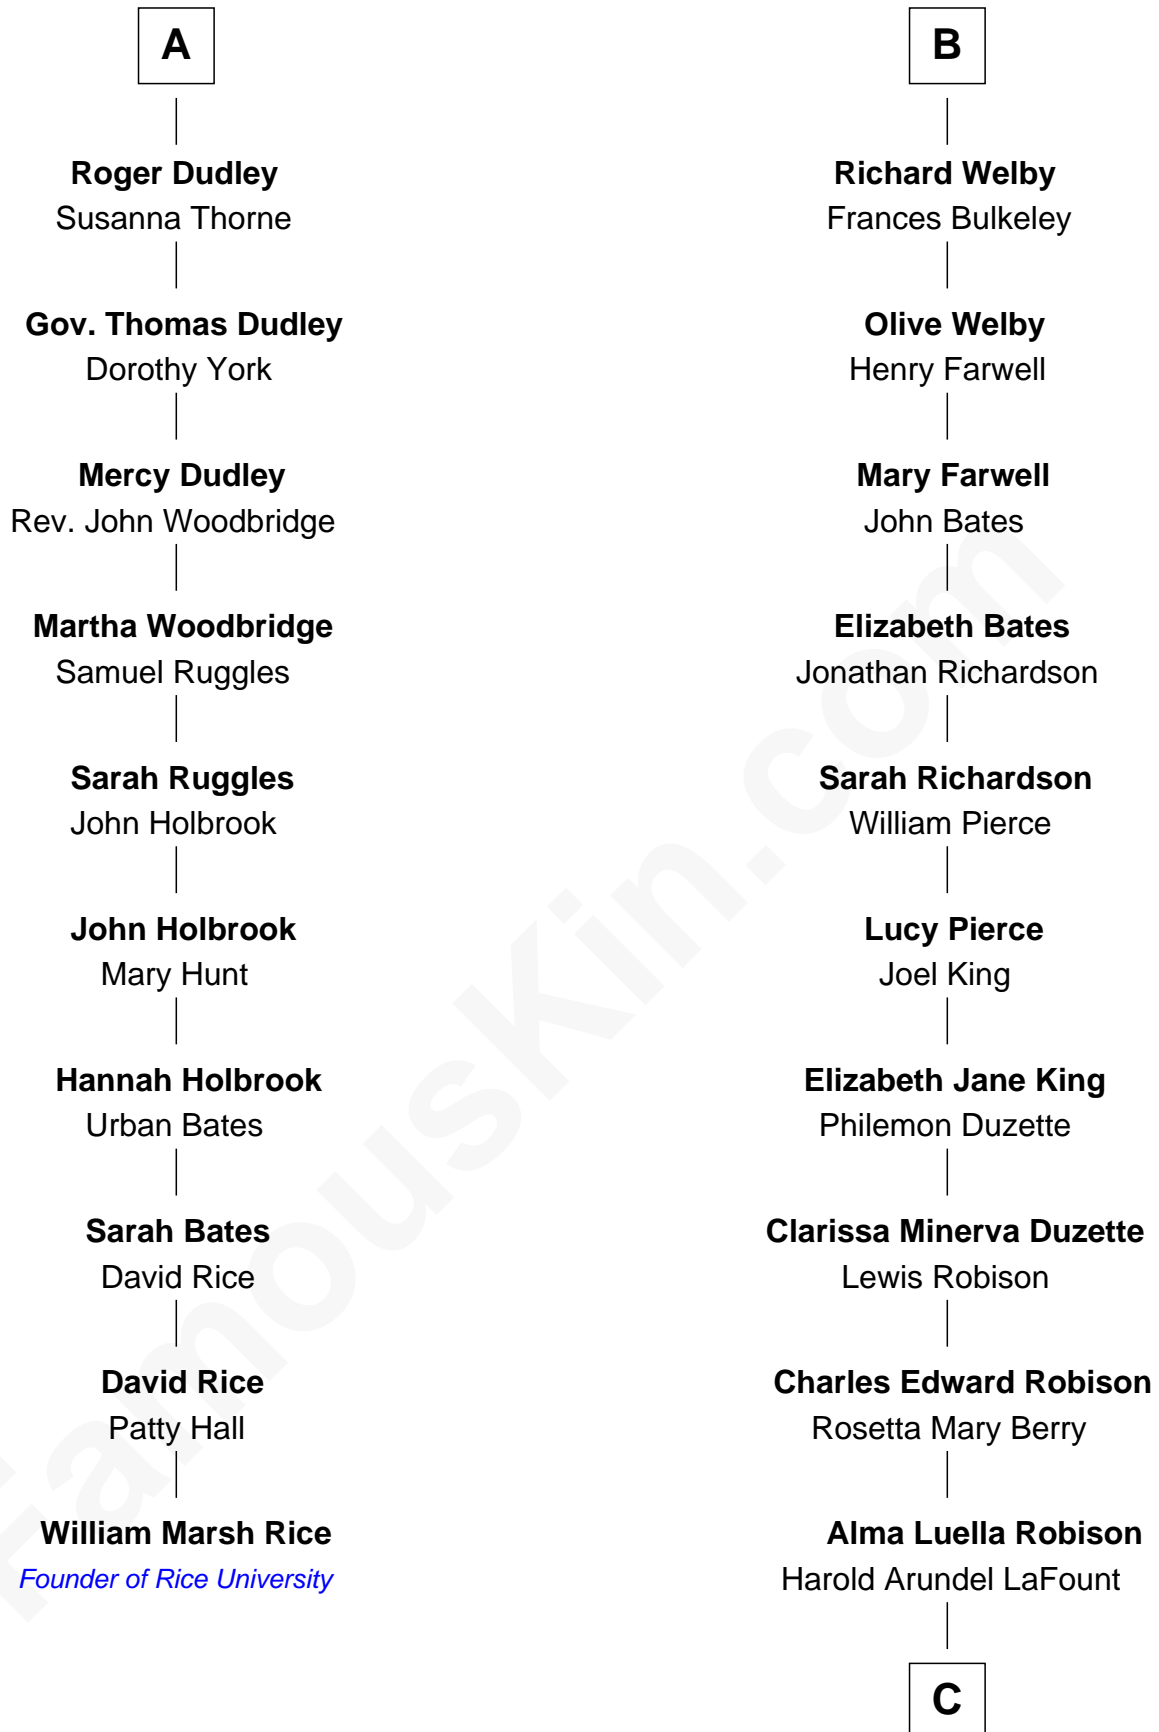 A
Roger Dudley
Susanna Thorne
Gov. Thomas Dudley
Dorothy York
Mercy Dudley
Rev. John Woodbridge
Martha Woodbridge
Samuel Ruggles
Sarah Ruggles
John Holbrook
John Holbrook
Mary Hunt
Hannah Holbrook
Urban Bates
Sarah Bates
David Rice
David Rice
Patty Hall
William Marsh Rice
Founder of Rice University
B
Richard Welby
Frances Bulkeley
Olive Welby
Henry Farwell
Mary Farwell
John Bates
Elizabeth Bates
Jonathan Richardson
Sarah Richardson
William Pierce
Lucy Pierce
Joel King
Elizabeth Jane King
Philemon Duzette
Clarissa Minerva Duzette
Lewis Robison
Charles Edward Robison
Rosetta Mary Berry
Alma Luella Robison
Harold Arundel LaFount
C
FamousKin.com